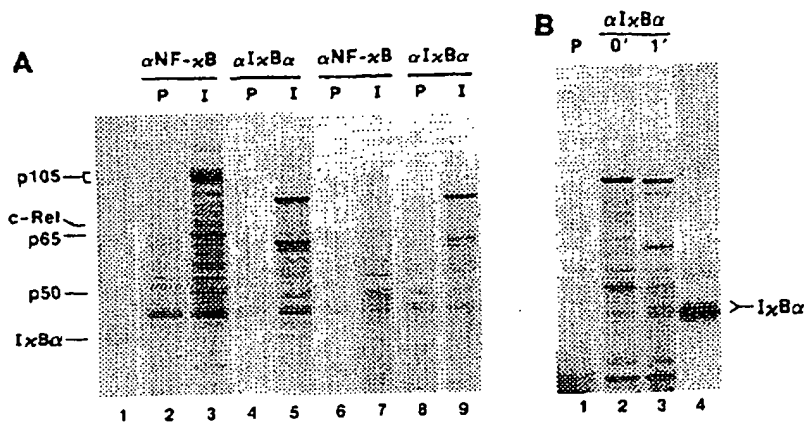 A
αNF-ϰB αIϰBα αNF-ϰB αIϰBα
P I P I P I P I
p105
c-Rel
p65
p50
IϰBα
1 2 3 4 5 6 7 8 9
B
αIϰBα
P 0' 1'
IϰBα
1 2 3 4